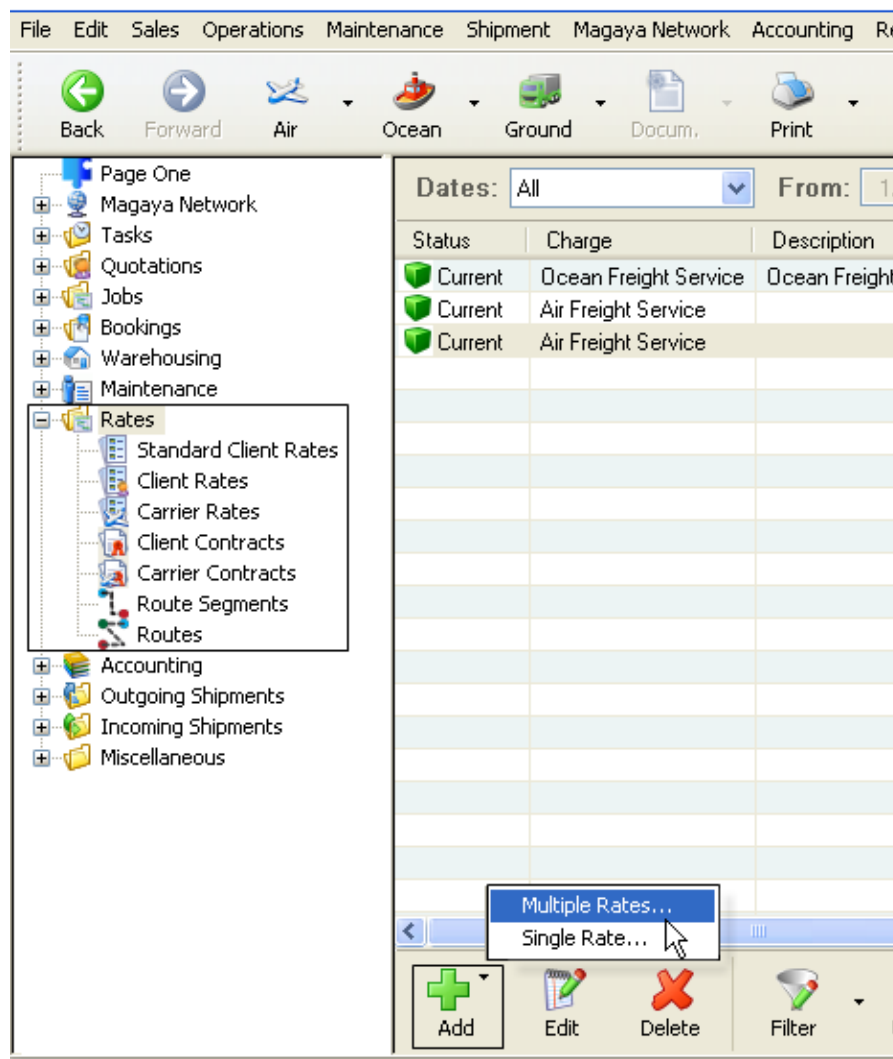 File Edit Sales Operations Maintenance Shipment Magaya Network Accounting
Back Forward Air Ocean Ground Docum. Print
Page One
Magaya Network
Tasks
Quotations
Jobs
Bookings
Warehousing
Maintenance
Rates
Standard Client Rates
Client Rates
Carrier Rates
Client Contracts
Carrier Contracts
Route Segments
Routes
Accounting
Outgoing Shipments
Incoming Shipments
Miscellaneous
Dates: All From:
Status Charge Description
Current Ocean Freight Service Ocean Freight
Current Air Freight Service
Current Air Freight Service
Multiple Rates...
Single Rate...
Add Edit Delete Filter